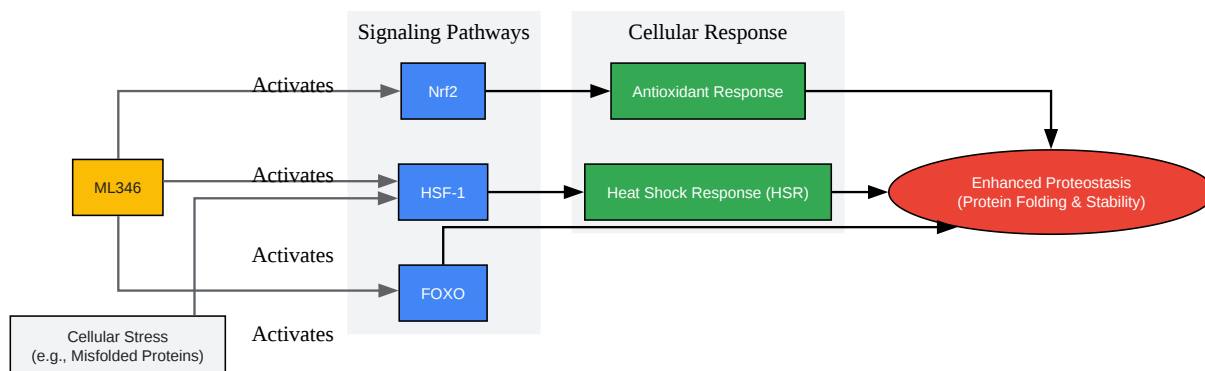 Signaling Pathways
Cellular Response
Activates
Nrf2
Antioxidant Response
ML346
Activates
HSF-1
Heat Shock Response (HSR)
Enhanced Proteostasis
(Protein Folding & Stability)
Activates
FOXO
Activates
Cellular Stress
(e.g., Misfolded Proteins)